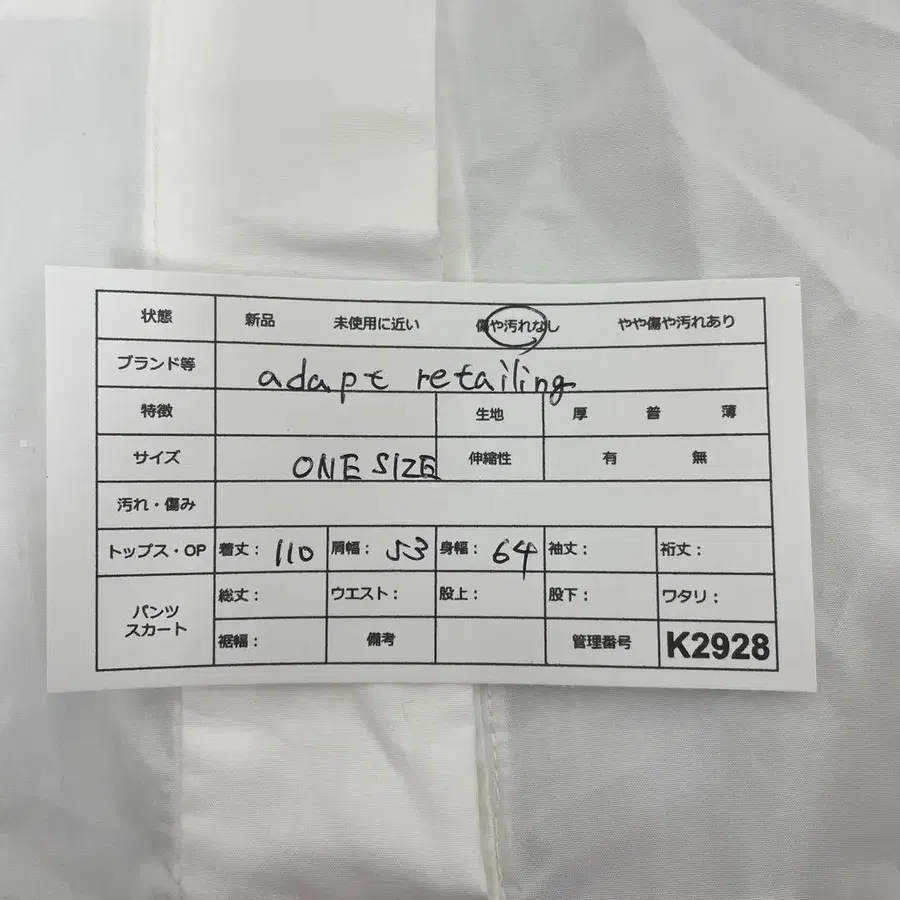 状態 新品 未使用に近い 傷や汚れなし やや傷や汚れあり
ブランド等 adapt retailing
特徴 生地 厚 普 薄
サイズ ONE SIZE 伸縮性 有 無
汚れ・傷み
トップス・OP 着丈: 110 肩幅: 53 身幅: 64 袖丈: 裄丈:
パンツ 総丈: ウエスト: 股上: 股下: ワタリ:
スカート
裾幅: 備考 管理番号 K2928